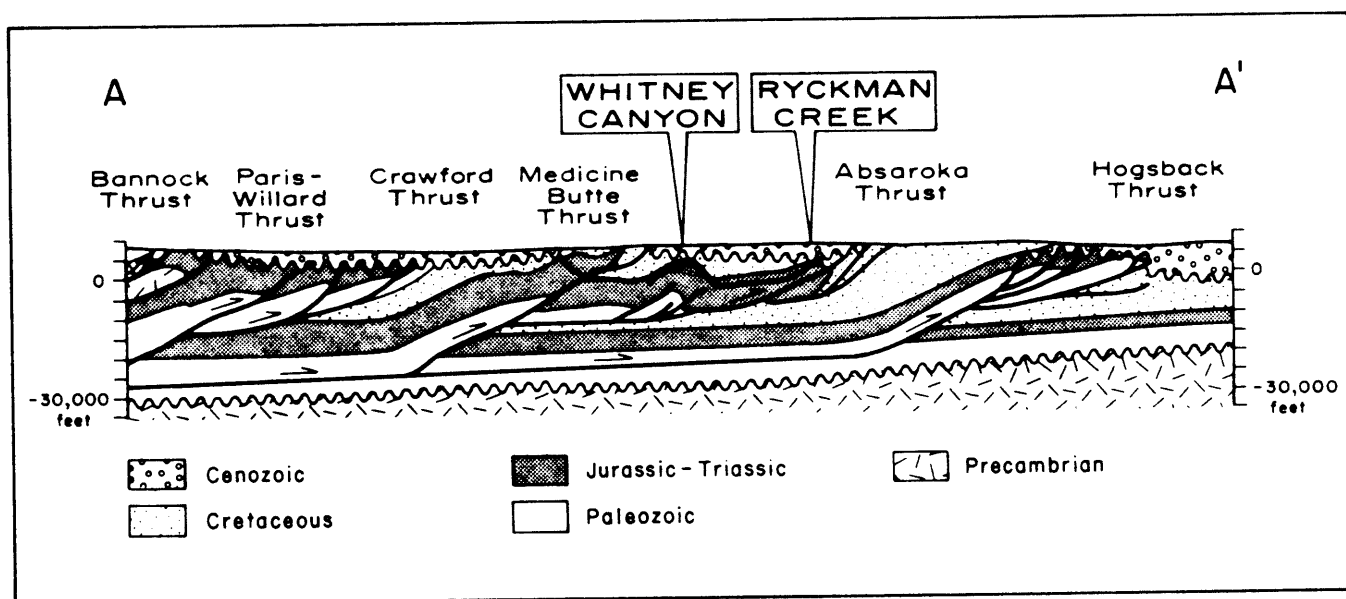 A
A'
WHITNEY
CANYON
RYCKMAN
CREEK
Bannock
Thrust
Paris-
Willard
Thrust
Crawford
Thrust
Medicine
Butte
Thrust
Absaroka
Thrust
Hogsback
Thrust
0
0
-30,000
feet
-30,000
feet
Cenozoic
Jurassic-Triassic
Precambrian
Cretaceous
Paleozoic